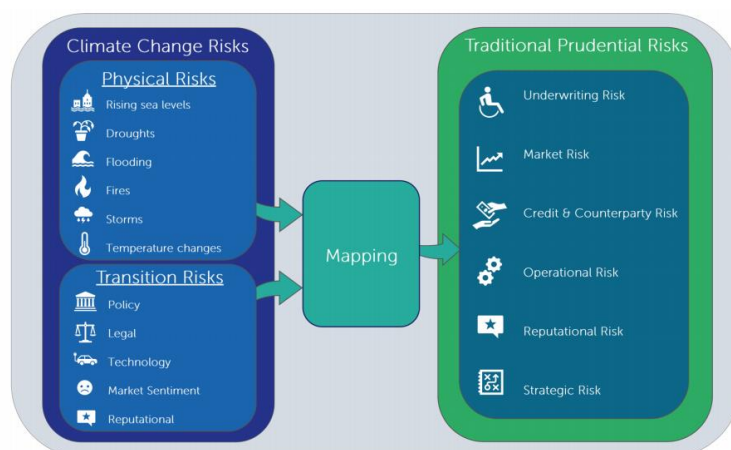 Climate Change Risks
Physical Risks
Rising sea levels
Droughts
Flooding
Fires
Storms
Temperature changes
Transition Risks
Policy
Legal
Technology
Market Sentiment
Reputational
Mapping
Traditional Prudential Risks
Underwriting Risk
Market Risk
Credit & Counterparty Risk
Operational Risk
Reputational Risk
Strategic Risk